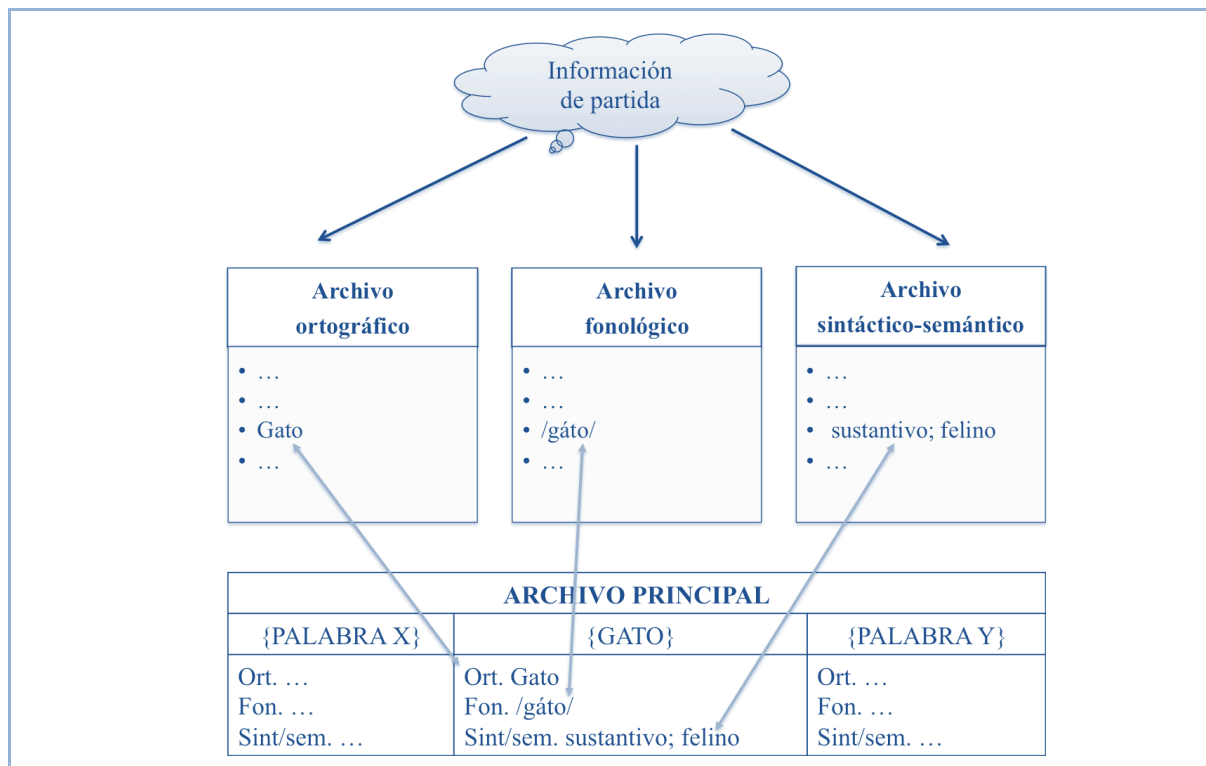 Información
de partida
Archivo
ortográfico
• …
• …
• Gato
• …
Archivo
fonológico
• …
• …
• /gáto/
• …
Archivo
sintáctico-semántico
• …
• …
• sustantivo; felino
• …
ARCHIVO PRINCIPAL
{PALABRA X}
Ort. …
Fon. …
Sint/sem. …
{GATO}
Ort. Gato
Fon. /gáto/
Sint/sem. sustantivo; felino
{PALABRA Y}
Ort. …
Fon. …
Sint/sem. …